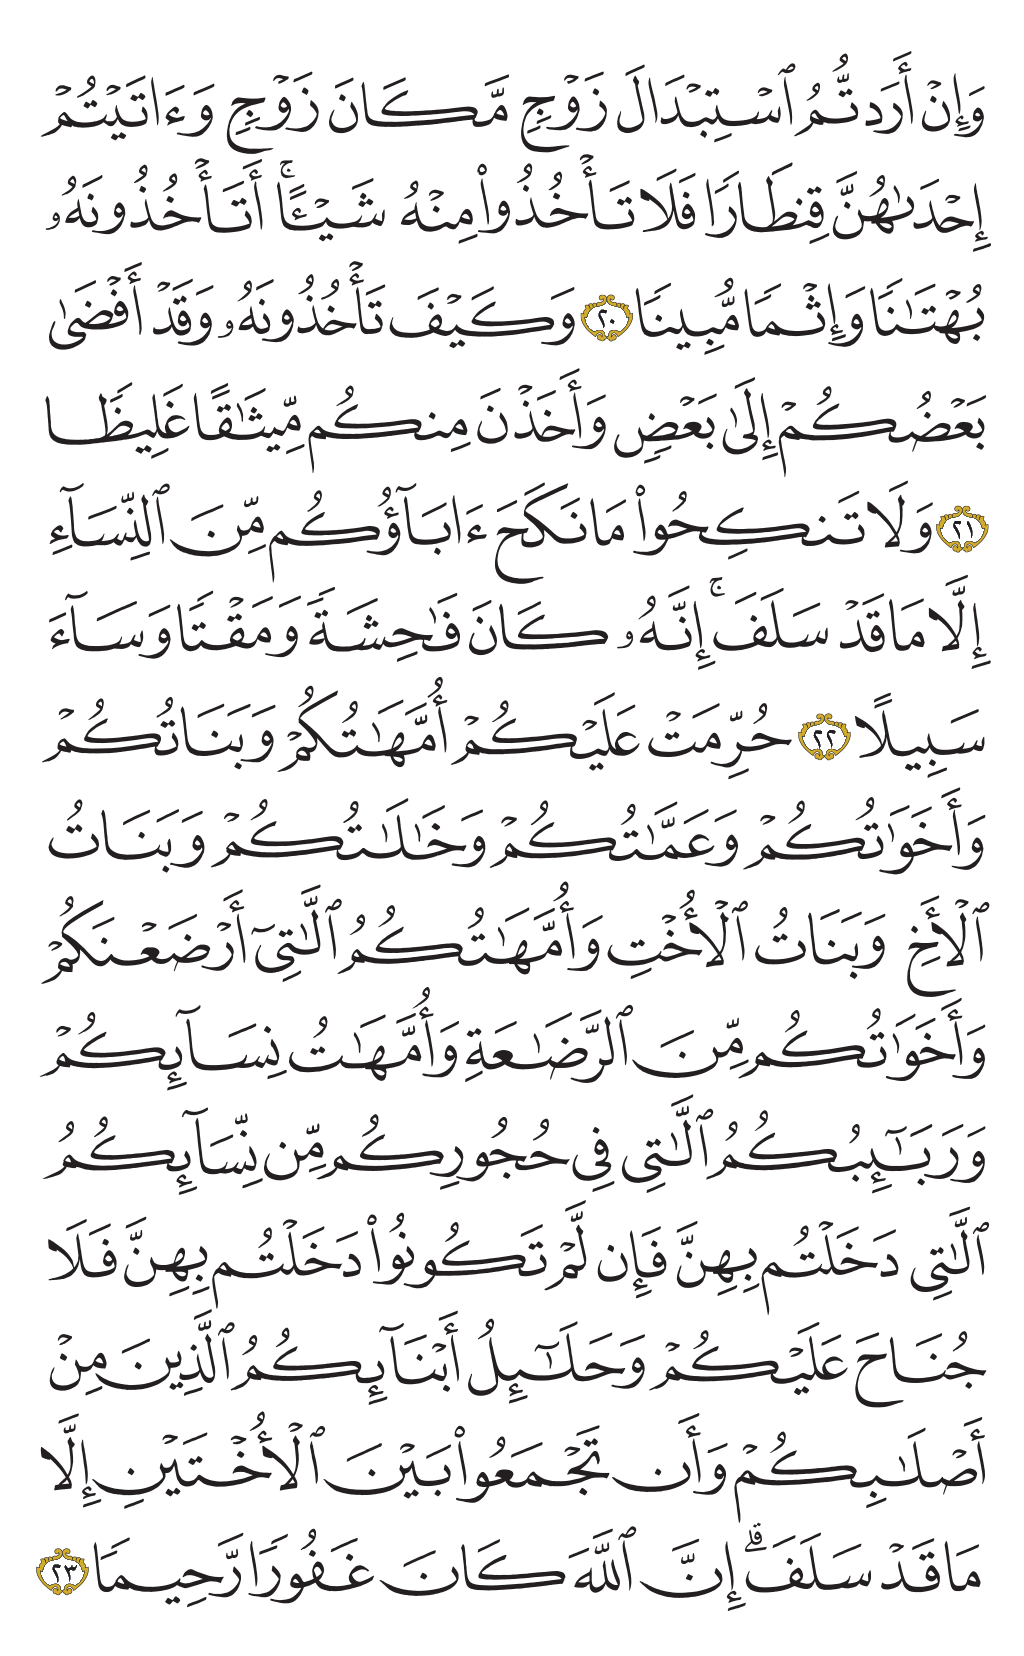 وَإِنْ أَرَدتُّمُ ٱسْتِبْدَالَ زَوْجٍ مَّكَانَ زَوْجٍ وَءَاتَيْتُمْ
إِحْدَىٰهُنَّ قِنطَارًا فَلَا تَأْخُذُوا۟ مِنْهُ شَيْـًٔا ۚ أَتَأْخُذُونَهُۥ
بُهْتَـٰنًا وَإِثْمًا مُّبِينًا ٢٠ وَكَيْفَ تَأْخُذُونَهُۥ وَقَدْ أَفْضَىٰ
بَعْضُكُمْ إِلَىٰ بَعْضٍ وَأَخَذْنَ مِنكُم مِّيثَـٰقًا غَلِيظًا
٢١ وَلَا تَنكِحُوا۟ مَا نَكَحَ ءَابَآؤُكُم مِّنَ ٱلنِّسَآءِ
إِلَّا مَا قَدْ سَلَفَ ۚ إِنَّهُۥ كَانَ فَـٰحِشَةً وَمَقْتًا وَسَآءَ
سَبِيلًا ٢٢ حُرِّمَتْ عَلَيْكُمْ أُمَّهَـٰتُكُمْ وَبَنَاتُكُمْ
وَأَخَوَٰتُكُمْ وَعَمَّـٰتُكُمْ وَخَـٰلَـٰتُكُمْ وَبَنَاتُ
ٱلْأَخِ وَبَنَاتُ ٱلْأُخْتِ وَأُمَّهَـٰتُكُمُ ٱلَّـٰتِىٓ أَرْضَعْنَكُمْ
وَأَخَوَٰتُكُم مِّنَ ٱلرَّضَـٰعَةِ وَأُمَّهَـٰتُ نِسَآئِكُمْ
وَرَبَـٰٓئِبُكُمُ ٱلَّـٰتِى فِى حُجُورِكُم مِّن نِّسَآئِكُمُ
ٱلَّـٰتِى دَخَلْتُم بِهِنَّ فَإِن لَّمْ تَكُونُوا۟ دَخَلْتُم بِهِنَّ فَلَا
جُنَاحَ عَلَيْكُمْ وَحَلَـٰٓئِلُ أَبْنَآئِكُمُ ٱلَّذِينَ مِنْ
أَصْلَـٰبِكُمْ وَأَن تَجْمَعُوا۟ بَيْنَ ٱلْأُخْتَيْنِ إِلَّا
مَا قَدْ سَلَفَ ۗ إِنَّ ٱللَّهَ كَانَ غَفُورًا رَّحِيمًا ٢٣